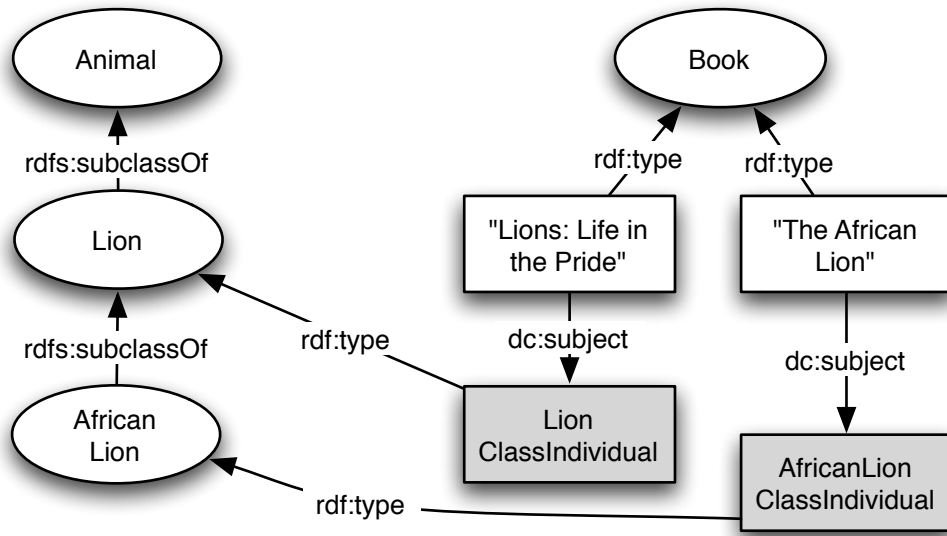 Animal
Book
rdfs:subclassOf
rdf:type
rdf:type
Lion
"Lions: Life in
the Pride"
"The African
Lion"
rdfs:subclassOf
rdf:type
dc:subject
dc:subject
African
Lion
Lion
ClassIndividual
AfricanLion
ClassIndividual
rdf:type